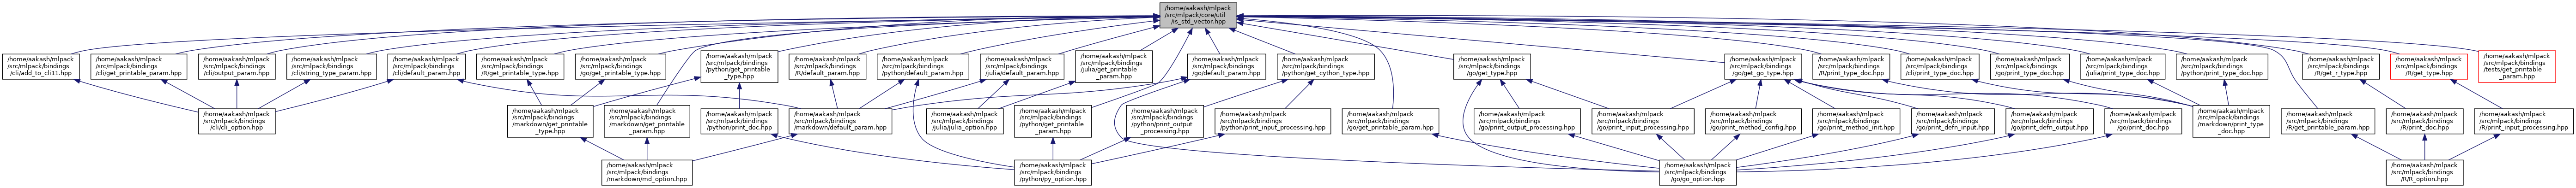 /home/aakash/mlpack
/src/mlpack/core/util
/is_std_vector.hpp
/home/aakash/mlpack
/src/mlpack/bindings
/cli/add_to_cli11.hpp
/home/aakash/mlpack
/src/mlpack/bindings
/cli/get_printable_param.hpp
/home/aakash/mlpack
/src/mlpack/bindings
/cli/output_param.hpp
/home/aakash/mlpack
/src/mlpack/bindings
/cli/string_type_param.hpp
/home/aakash/mlpack
/src/mlpack/bindings
/cli/default_param.hpp
/home/aakash/mlpack
/src/mlpack/bindings
/R/get_printable_type.hpp
/home/aakash/mlpack
/src/mlpack/bindings
/go/get_printable_type.hpp
/home/aakash/mlpack
/src/mlpack/bindings
/python/get_printable
_type.hpp
/home/aakash/mlpack
/src/mlpack/bindings
/R/default_param.hpp
/home/aakash/mlpack
/src/mlpack/bindings
/python/default_param.hpp
/home/aakash/mlpack
/src/mlpack/bindings
/julia/default_param.hpp
/home/aakash/mlpack
/src/mlpack/bindings
/julia/get_printable
_param.hpp
/home/aakash/mlpack
/src/mlpack/bindings
/go/default_param.hpp
/home/aakash/mlpack
/src/mlpack/bindings
/python/get_cython_type.hpp
/home/aakash/mlpack
/src/mlpack/bindings
/go/get_type.hpp
/home/aakash/mlpack
/src/mlpack/bindings
/go/get_go_type.hpp
/home/aakash/mlpack
/src/mlpack/bindings
/R/print_type_doc.hpp
/home/aakash/mlpack
/src/mlpack/bindings
/cli/print_type_doc.hpp
/home/aakash/mlpack
/src/mlpack/bindings
/go/print_type_doc.hpp
/home/aakash/mlpack
/src/mlpack/bindings
/julia/print_type_doc.hpp
/home/aakash/mlpack
/src/mlpack/bindings
/python/print_type_doc.hpp
/home/aakash/mlpack
/src/mlpack/bindings
/R/get_r_type.hpp
/home/aakash/mlpack
/src/mlpack/bindings
/R/get_type.hpp
/home/aakash/mlpack
/src/mlpack/bindings
/tests/get_printable
_param.hpp
/home/aakash/mlpack
/src/mlpack/bindings
/cli/cli_option.hpp
/home/aakash/mlpack
/src/mlpack/bindings
/markdown/get_printable
_type.hpp
/home/aakash/mlpack
/src/mlpack/bindings
/markdown/get_printable
_param.hpp
/home/aakash/mlpack
/src/mlpack/bindings
/python/print_doc.hpp
/home/aakash/mlpack
/src/mlpack/bindings
/markdown/default_param.hpp
/home/aakash/mlpack
/src/mlpack/bindings
/julia/julia_option.hpp
/home/aakash/mlpack
/src/mlpack/bindings
/python/get_printable
_param.hpp
/home/aakash/mlpack
/src/mlpack/bindings
/python/print_output
_processing.hpp
/home/aakash/mlpack
/src/mlpack/bindings
/python/print_input_processing.hpp
/home/aakash/mlpack
/src/mlpack/bindings
/go/get_printable_param.hpp
/home/aakash/mlpack
/src/mlpack/bindings
/go/print_output_processing.hpp
/home/aakash/mlpack
/src/mlpack/bindings
/go/print_input_processing.hpp
/home/aakash/mlpack
/src/mlpack/bindings
/go/print_method_config.hpp
/home/aakash/mlpack
/src/mlpack/bindings
/go/print_method_init.hpp
/home/aakash/mlpack
/src/mlpack/bindings
/go/print_defn_input.hpp
/home/aakash/mlpack
/src/mlpack/bindings
/go/print_defn_output.hpp
/home/aakash/mlpack
/src/mlpack/bindings
/go/print_doc.hpp
/home/aakash/mlpack
/src/mlpack/bindings
/markdown/print_type
_doc.hpp
/home/aakash/mlpack
/src/mlpack/bindings
/R/get_printable_param.hpp
/home/aakash/mlpack
/src/mlpack/bindings
/R/print_doc.hpp
/home/aakash/mlpack
/src/mlpack/bindings
/R/print_input_processing.hpp
/home/aakash/mlpack
/src/mlpack/bindings
/markdown/md_option.hpp
/home/aakash/mlpack
/src/mlpack/bindings
/python/py_option.hpp
/home/aakash/mlpack
/src/mlpack/bindings
/go/go_option.hpp
/home/aakash/mlpack
/src/mlpack/bindings
/R/R_option.hpp